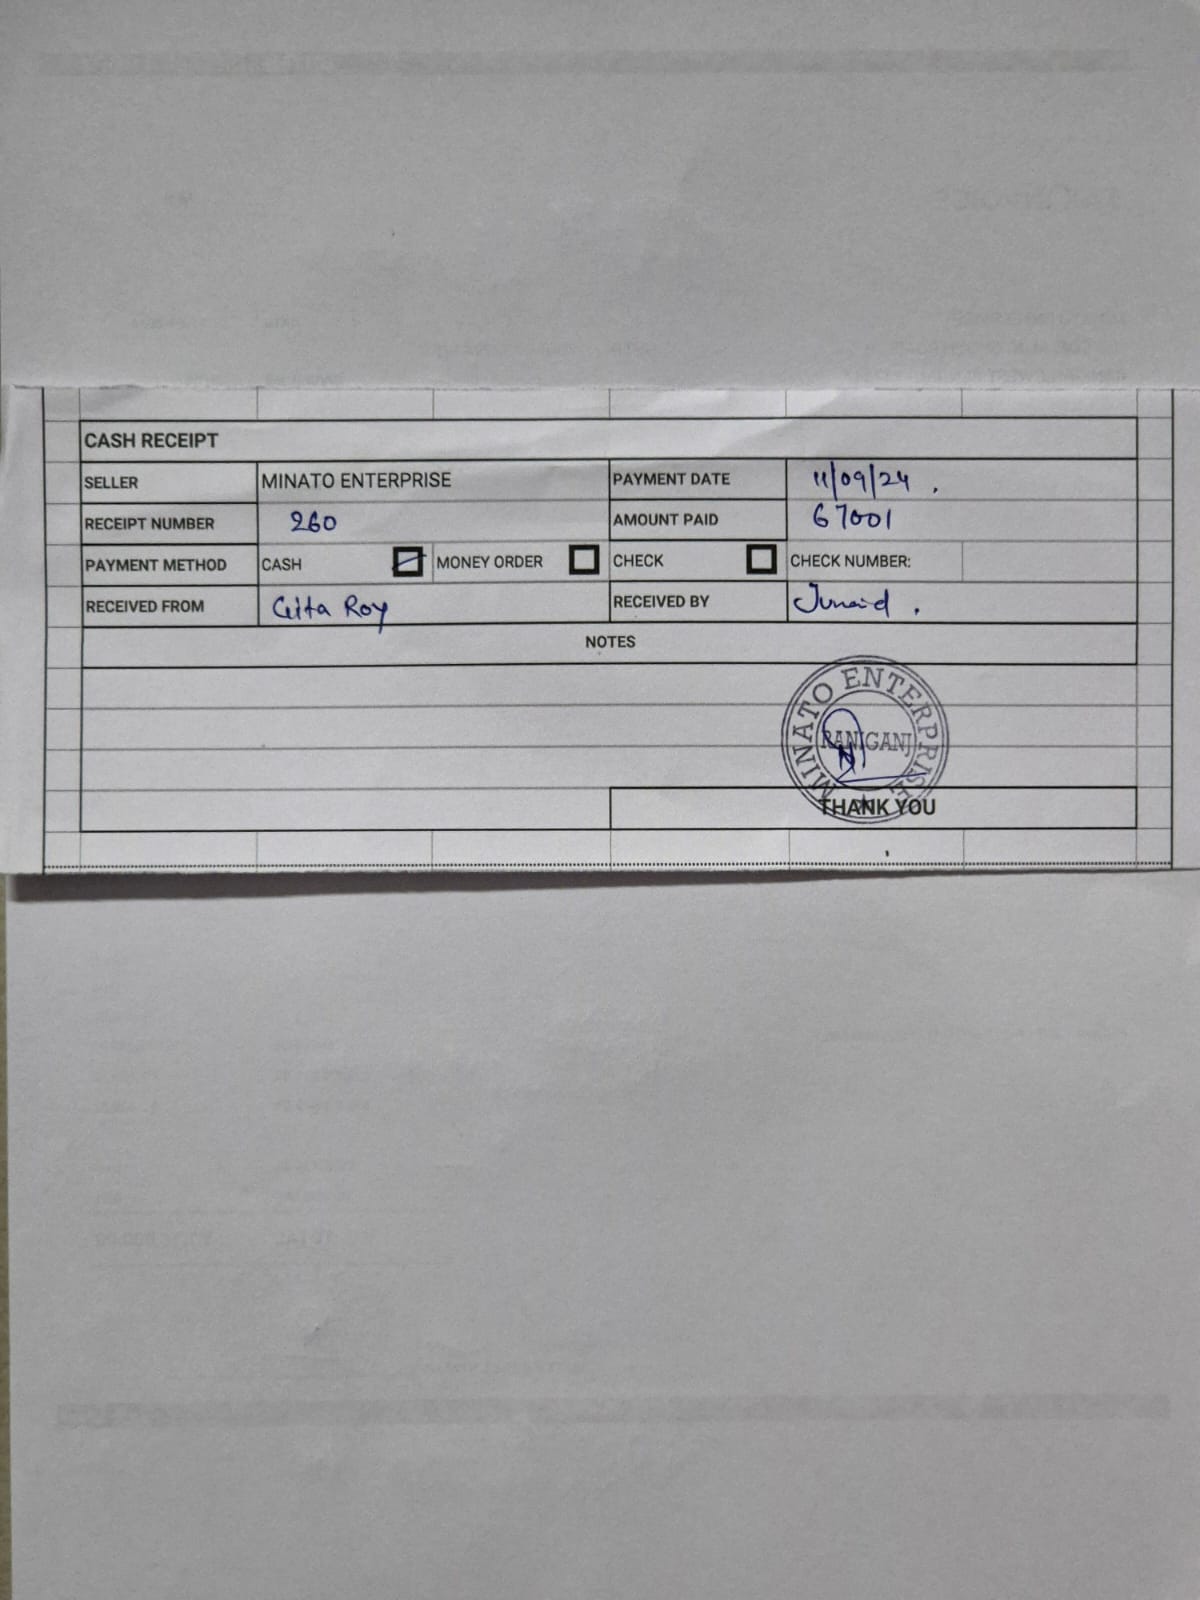 CASH RECEIPT
SELLER MINATO ENTERPRISE PAYMENT DATE 11/09/24 .
RECEIPT NUMBER 260 AMOUNT PAID 67001
PAYMENT METHOD CASH MONEY ORDER CHECK CHECK NUMBER:
RECEIVED FROM Gita Roy RECEIVED BY Junaid .
NOTES
MINATO ENTERPRISE
RANIGANJ
THANK YOU